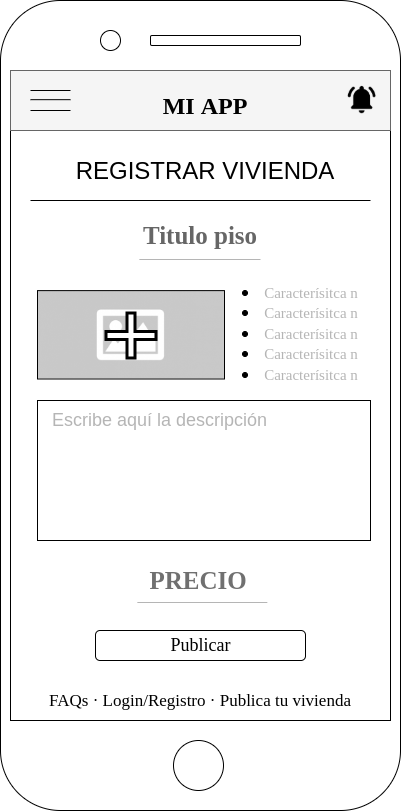 MI APP
REGISTRAR VIVIENDA
Titulo piso
Caracterísitca n
Caracterísitca n
Caracterísitca n
Caracterísitca n
Caracterísitca n
Escribe aquí la descripción
PRECIO
Publicar
FAQs · Login/Registro · Publica tu vivienda